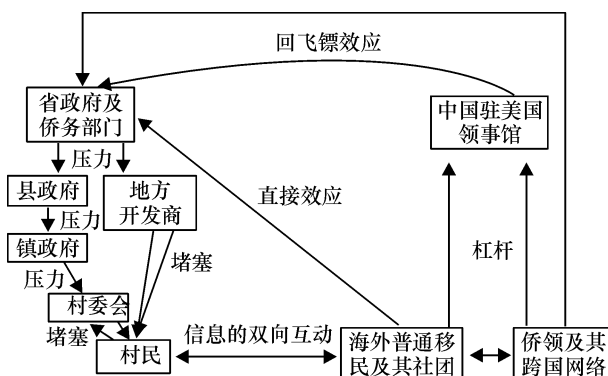 回飞镖效应
省政府及
侨务部门
中国驻美国
领事馆
压力
县政府
地方
开发商
直接效应
压力
镇政府
堵塞
杠杆
压力
村委会
堵塞
村民
信息的双向互动
海外普通移
民及其社团
侨领及其
跨国网络